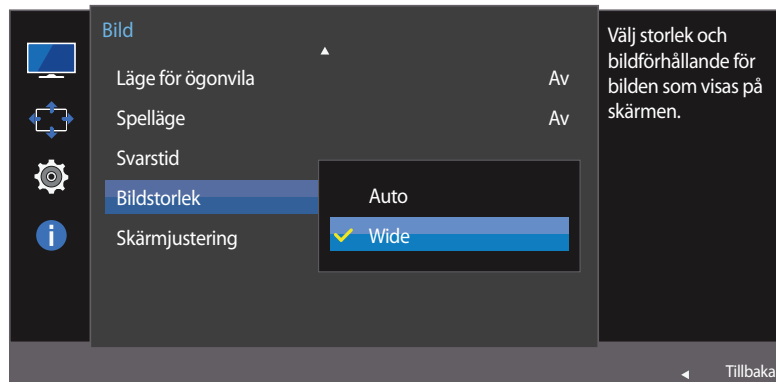 Bild
Läge för ögonvila Av
Spelläge Av
Svarstid
Bildstorlek
Skärmjustering
Auto
Wide
Välj storlek och
bildförhållande för
bilden som visas på
skärmen.
Tillbaka